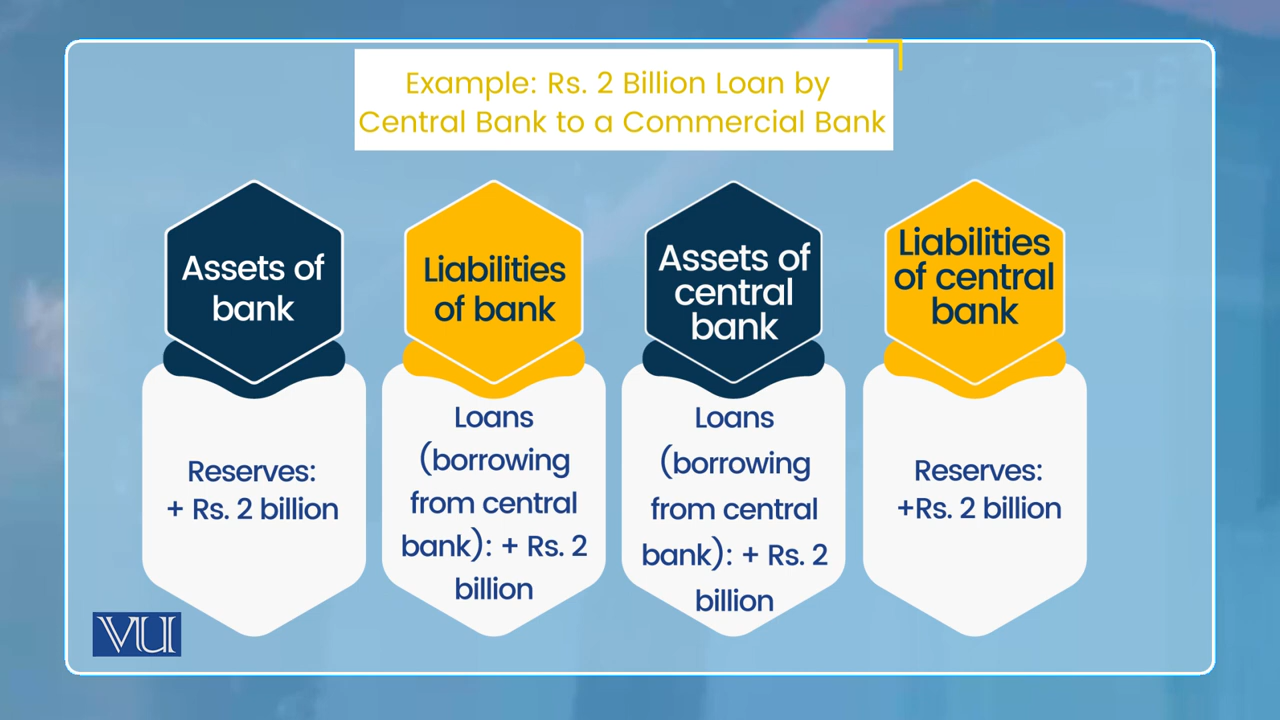 Example: Rs. 2 Billion Loan by
Central Bank to a Commercial Bank
Assets of
bank
Reserves:
+ Rs. 2 billion
Liabilities
of bank
Loans
(borrowing
from central
bank): + Rs. 2
billion
Assets of
central
bank
Loans
(borrowing
from central
bank): + Rs. 2
billion
Liabilities
of central
bank
Reserves:
+Rs. 2 billion
VU